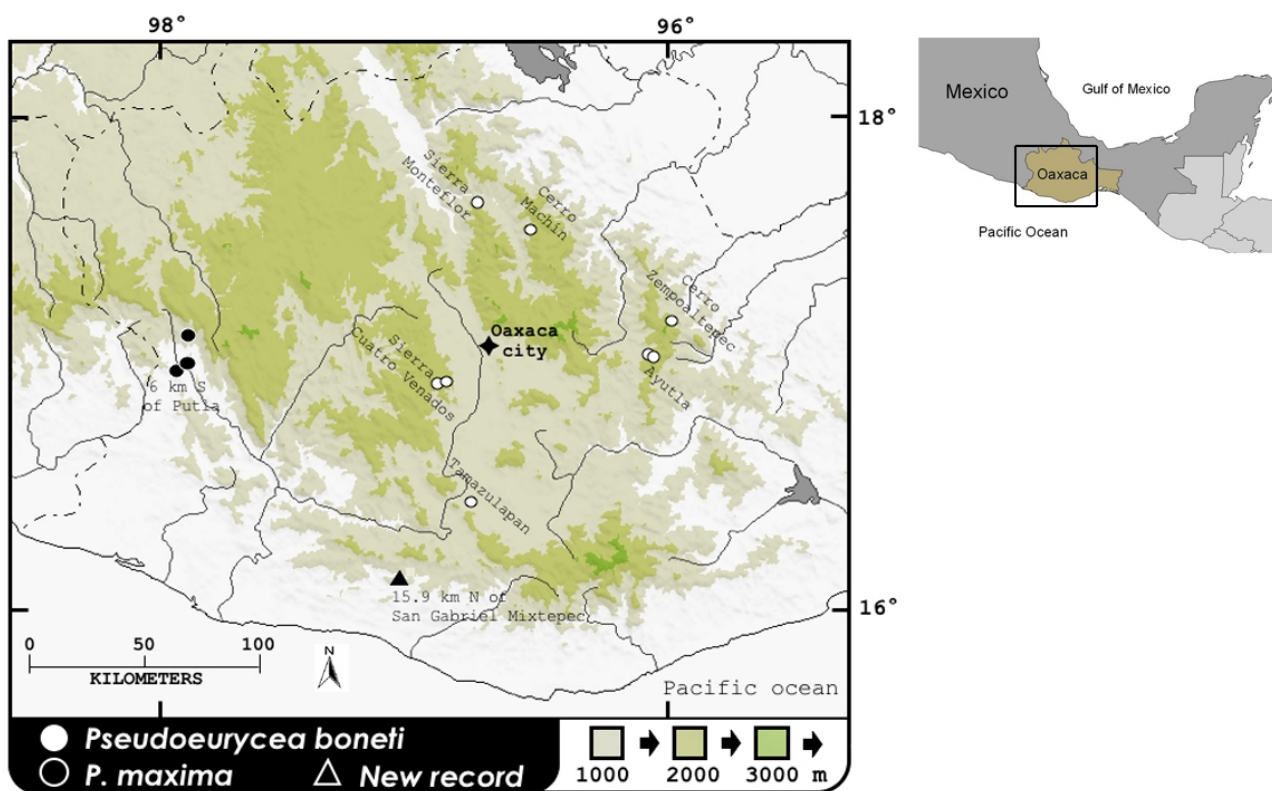 98°
96°
18°
16°
Sierra
Monteflor
Cerro
Machín
Cerro
Zempoaltepec
Oaxaca
city
Sierra
Cuatro Venados
Ayutla
6 km S
of Putla
Tamazulapan
15.9 km N of
San Gabriel Mixtepec
0 50 100
KILOMETERS
N
Pacific ocean
Pseudoeurycea boneti
P. maxima
New record
1000 2000 3000 m
Mexico
Gulf of Mexico
Oaxaca
Pacific Ocean